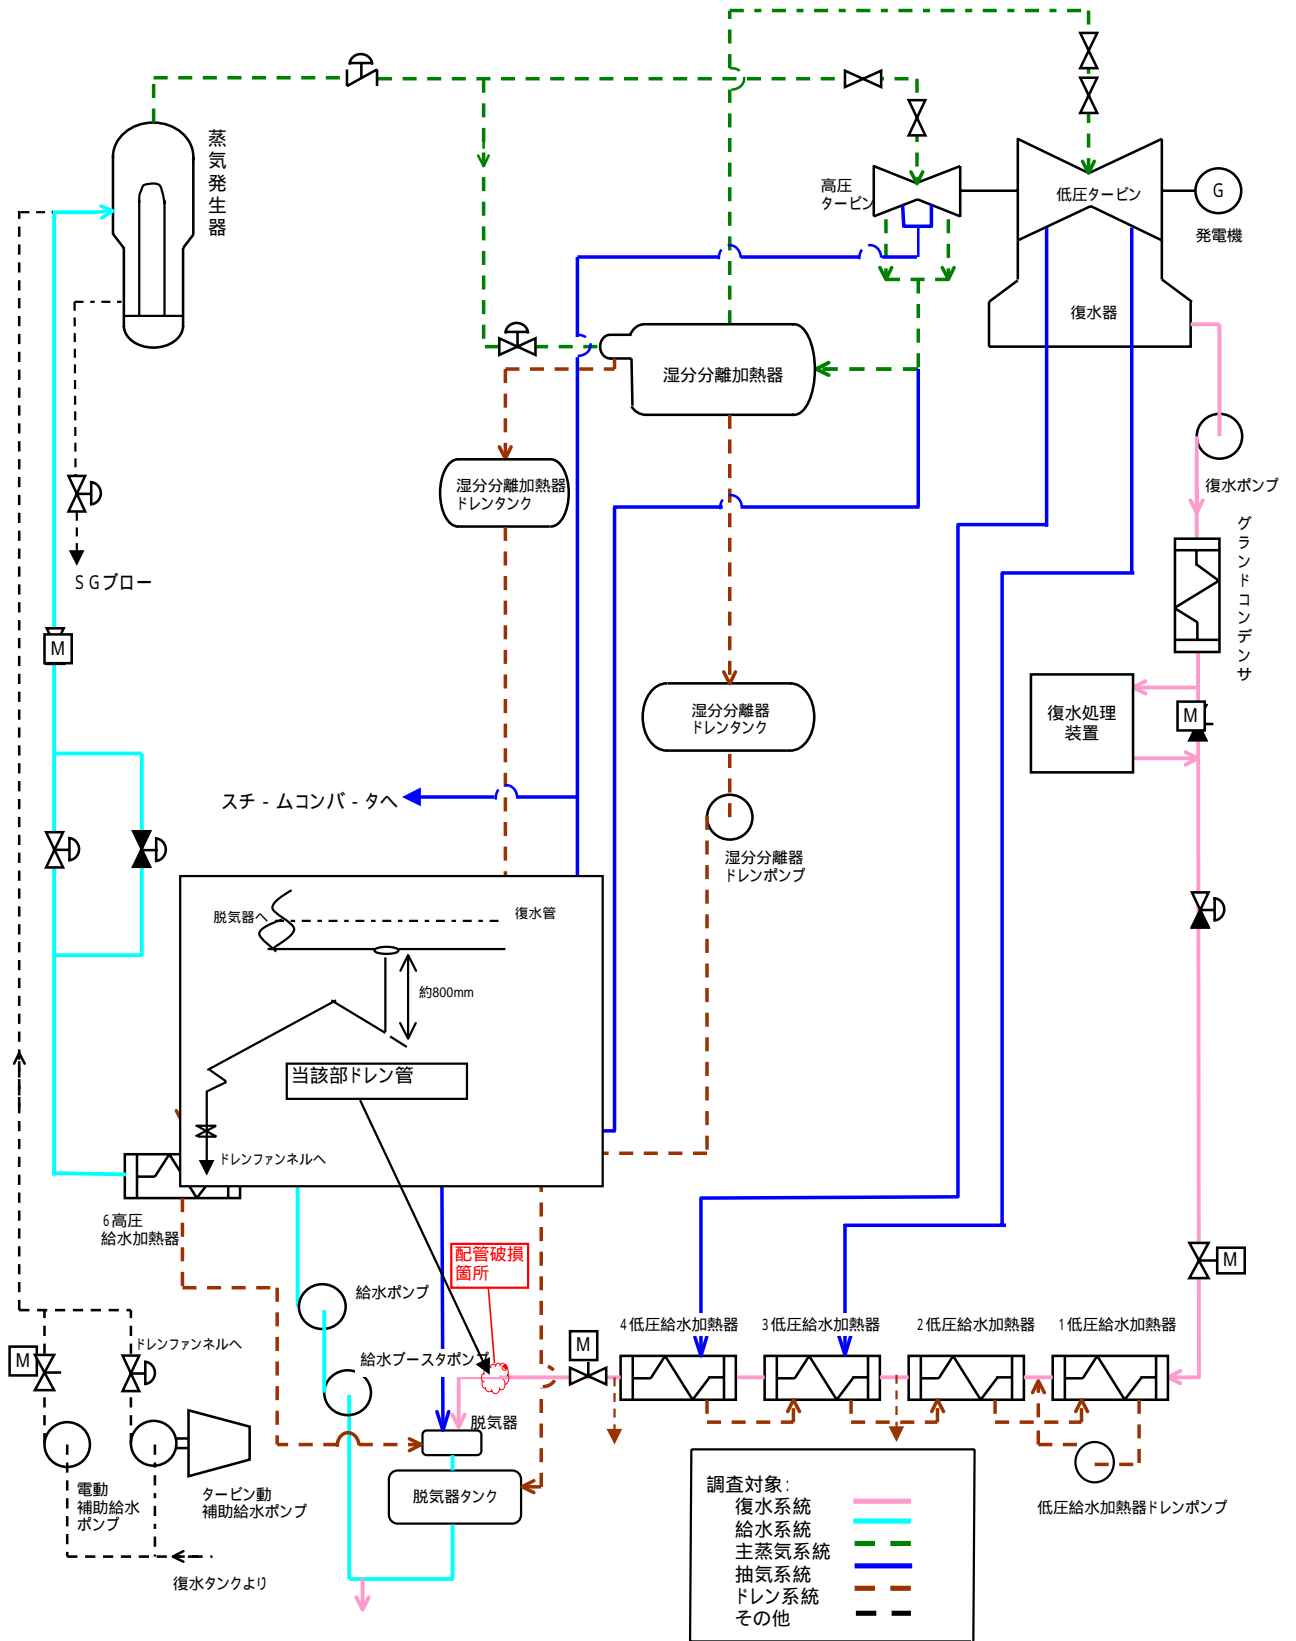 蒸気発生器
高圧
タービン
低圧タービン
G
発電機
復水器
湿分分離加熱器
湿分分離加熱器
ドレンタンク
復水ポンプ
グランドコンデンサ
SGブロー
M
湿分分離器
ドレンタンク
復水処理
装置
M
スチ-ムコンバ-タへ
湿分分離器
ドレンポンプ
脱気器へ
復水管
約800mm
当該部ドレン管
ドレンファンネルへ
6高圧
給水加熱器
配管破損
箇所
M
給水ポンプ
ドレンファンネルへ
M
給水ブースタポンプ
M
4低圧給水加熱器
3低圧給水加熱器
2低圧給水加熱器
1低圧給水加熱器
脱気器
脱気器タンク
電動
補助給水
ポンプ
タービン動
補助給水ポンプ
復水タンクより
低圧給水加熱器ドレンポンプ
調査対象:
復水系統
給水系統
主蒸気系統
抽気系統
ドレン系統
その他